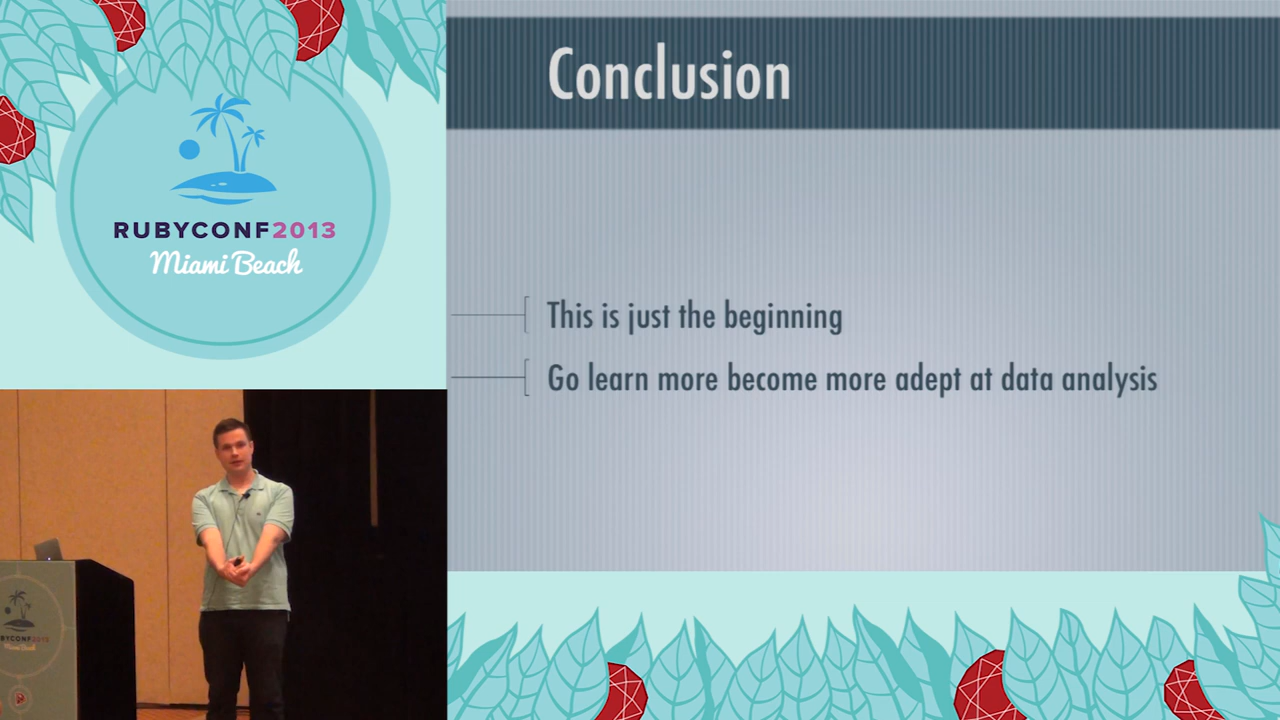 RUBYCONF2013
Miami Beach
Conclusion
This is just the beginning
Go learn more become more adept at data analysis